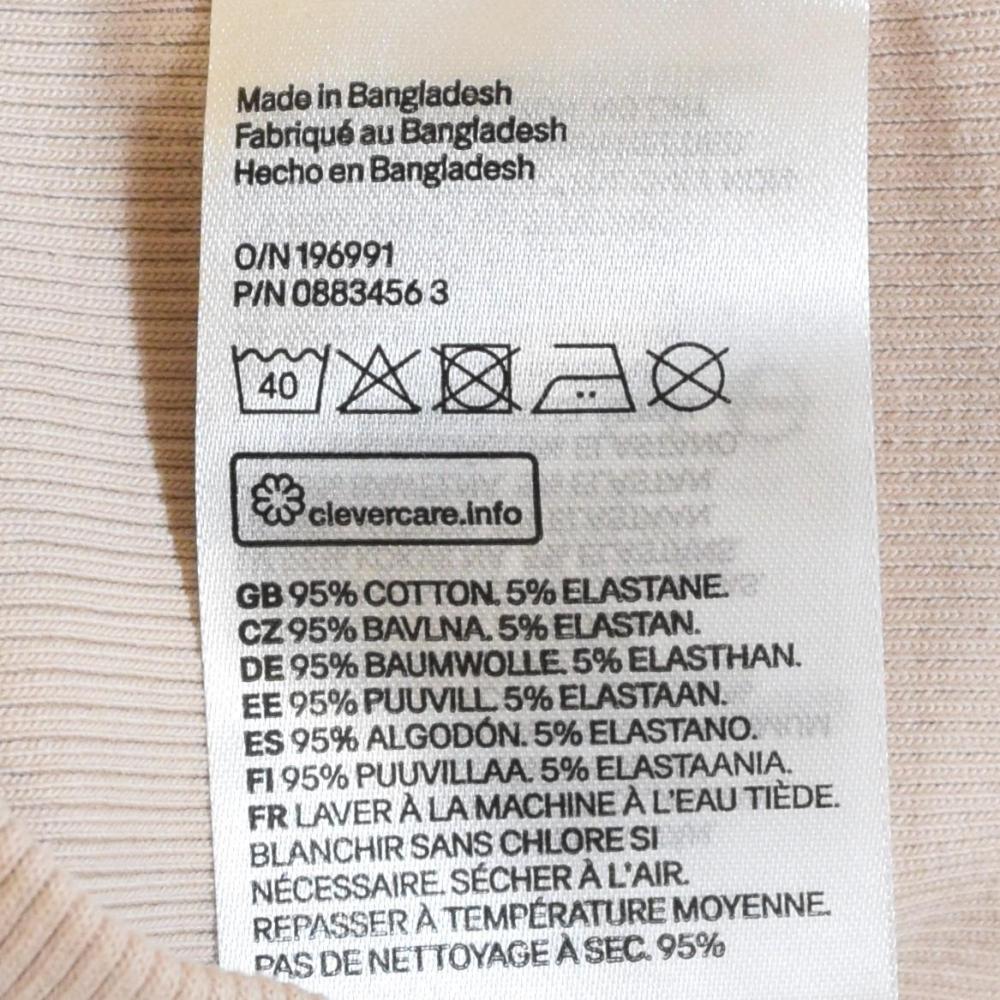 Made in Bangladesh
Fabriqué au Bangladesh
Hecho en Bangladesh
O/N 196991
P/N 0883456 3
40
clevercare.info
GB 95% COTTON. 5% ELASTANE.
CZ 95% BAVLNA. 5% ELASTAN.
DE 95% BAUMWOLLE. 5% ELASTHAN.
EE 95% PUUVILL. 5% ELASTAAN.
ES 95% ALGODÓN. 5% ELASTANO.
FI 95% PUUVILLAA. 5% ELASTAANIA.
FR LAVER À LA MACHINE À L'EAU TIÈDE.
BLANCHIR SANS CHLORE SI
NÉCESSAIRE. SÉCHER À L'AIR.
REPASSER À TEMPÉRATURE MOYENNE.
PAS DE NETTOYAGE À SEC. 95%